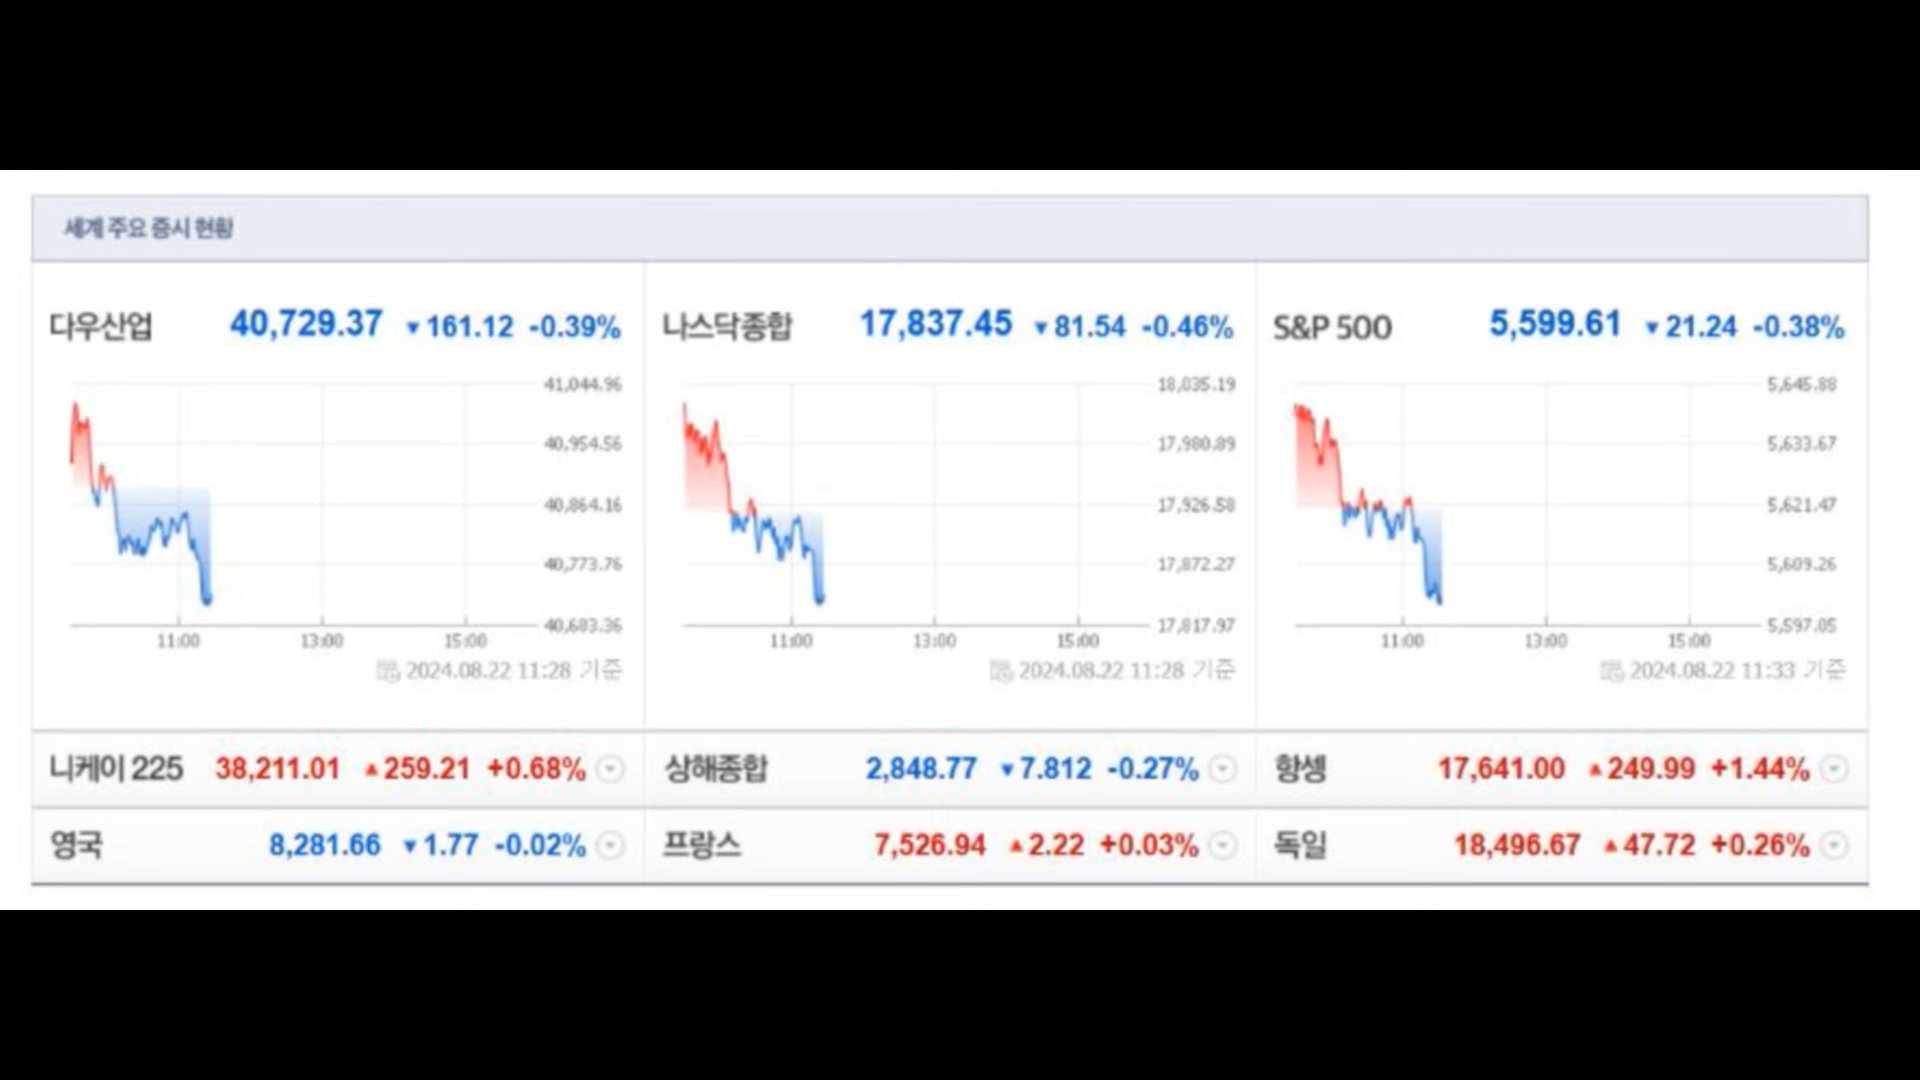 세계 주요 증시 현황
다우산업 40,729.37 ▼161.12 -0.39%
41,044.96
40,954.56
40,864.16
40,773.76
40,683.36
11:00 13:00 15:00
2024.08.22 11:28 기준
나스닥종합 17,837.45 ▼81.54 -0.46%
18,035.19
17,980.89
17,926.58
17,872.27
17,817.97
11:00 13:00 15:00
2024.08.22 11:28 기준
S&P 500 5,599.61 ▼21.24 -0.38%
5,645.88
5,633.67
5,621.47
5,609.26
5,597.05
11:00 13:00 15:00
2024.08.22 11:33 기준
니케이 225 38,211.01 ▲259.21 +0.68%
상해종합 2,848.77 ▼7.812 -0.27%
항셍 17,641.00 ▲249.99 +1.44%
영국 8,281.66 ▼1.77 -0.02%
프랑스 7,526.94 ▲2.22 +0.03%
독일 18,496.67 ▲47.72 +0.26%